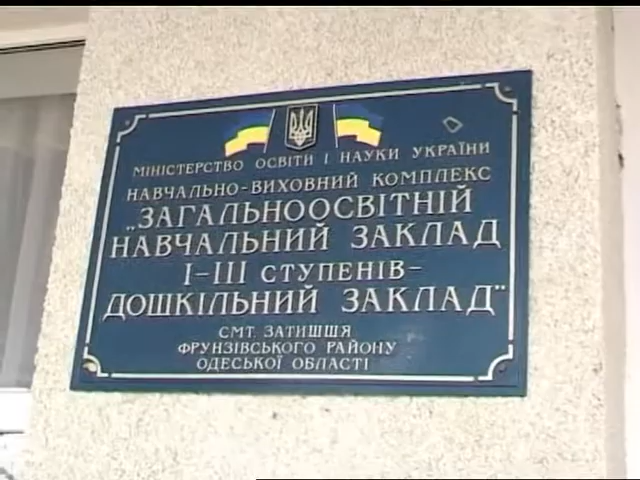 МІНІСТЕРСТВО ОСВІТИ І НАУКИ УКРАЇНИ
НАВЧАЛЬНО-ВИХОВНИЙ КОМПЛЕКС
„ЗАГАЛЬНООСВІТНІЙ
НАВЧАЛЬНИЙ ЗАКЛАД
І-ІІІ СТУПЕНІВ-
ДОШКІЛЬНИЙ ЗАКЛАД"
СМТ. ЗАТИШШЯ
ФРУНЗІВСЬКОГО РАЙОНУ
ОДЕСЬКОЇ ОБЛАСТІ